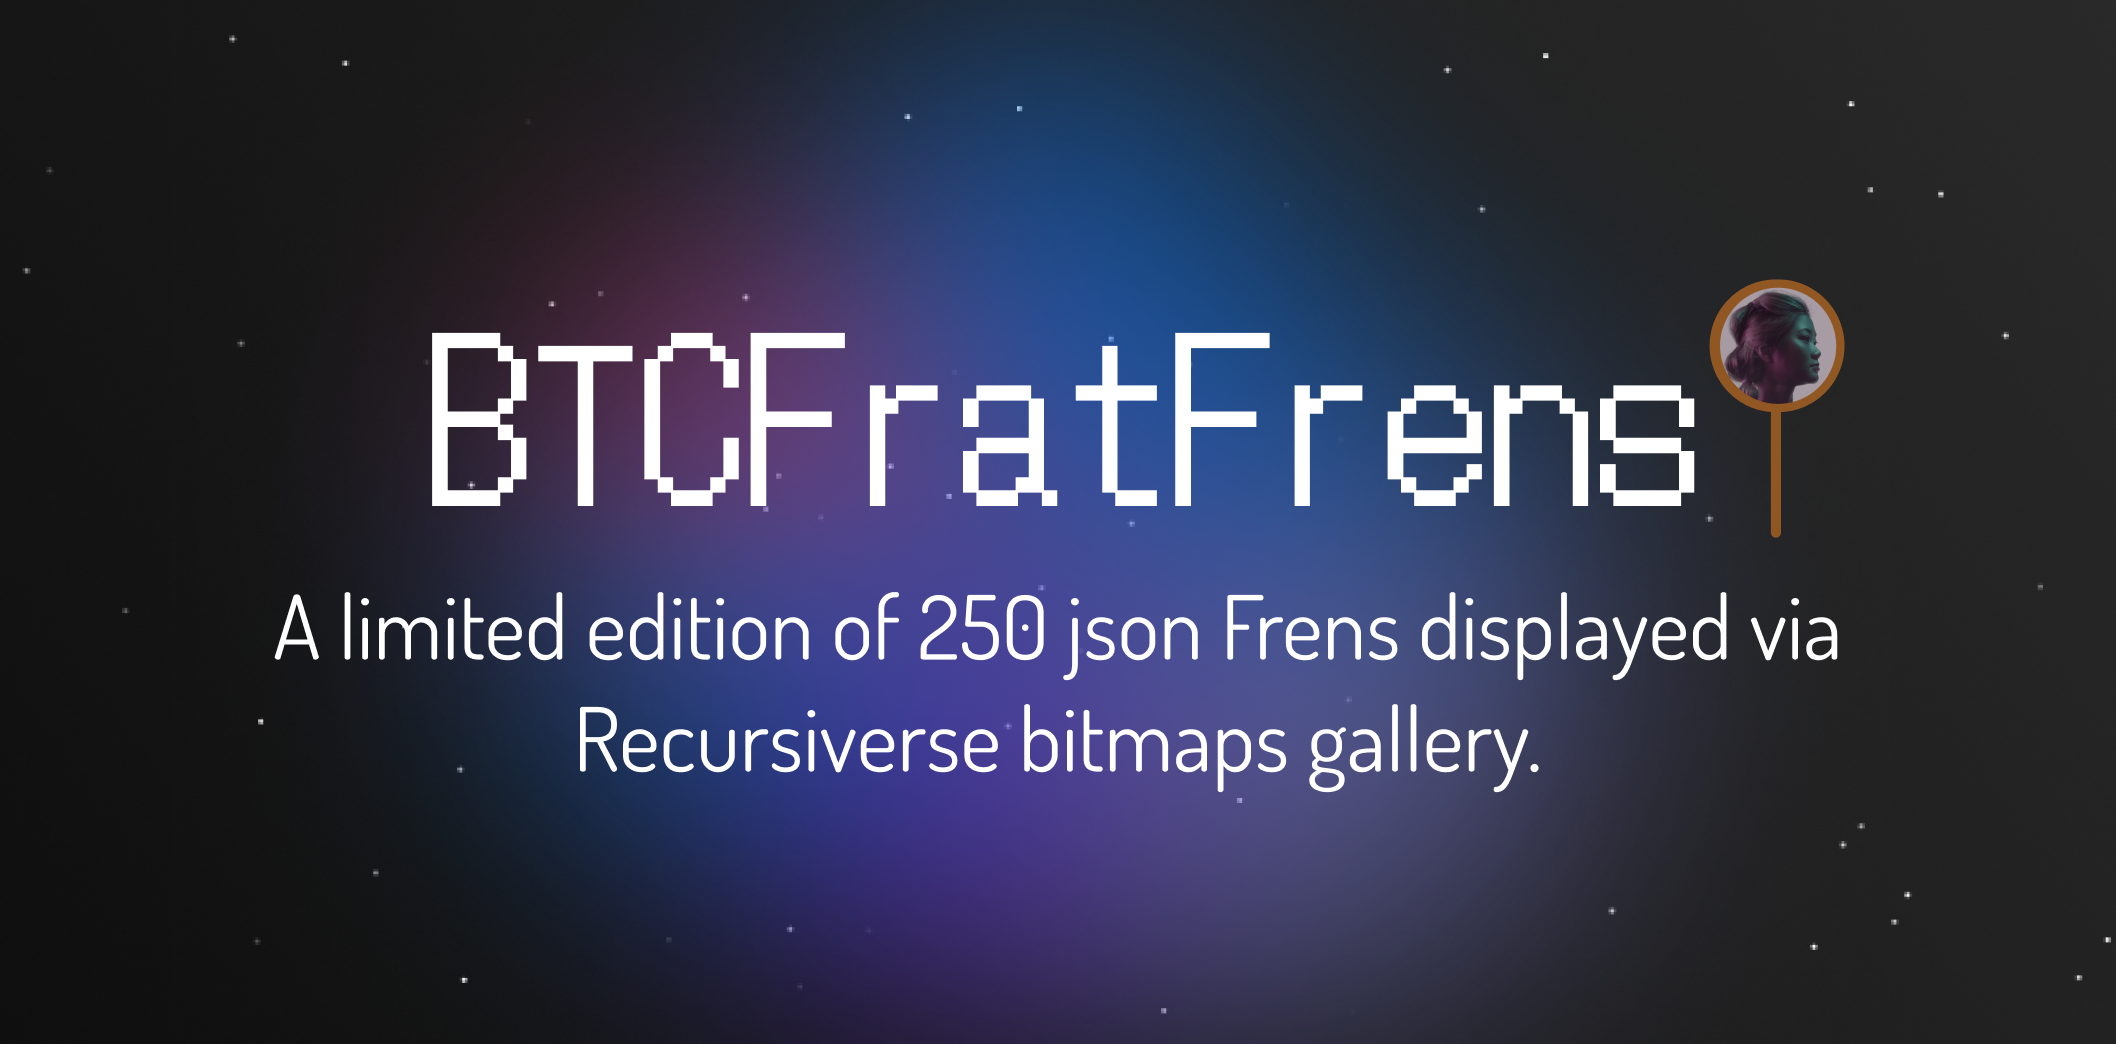 BTCFratFrens
A limited edition of 250 json Frens displayed via
Recursiverse bitmaps gallery.